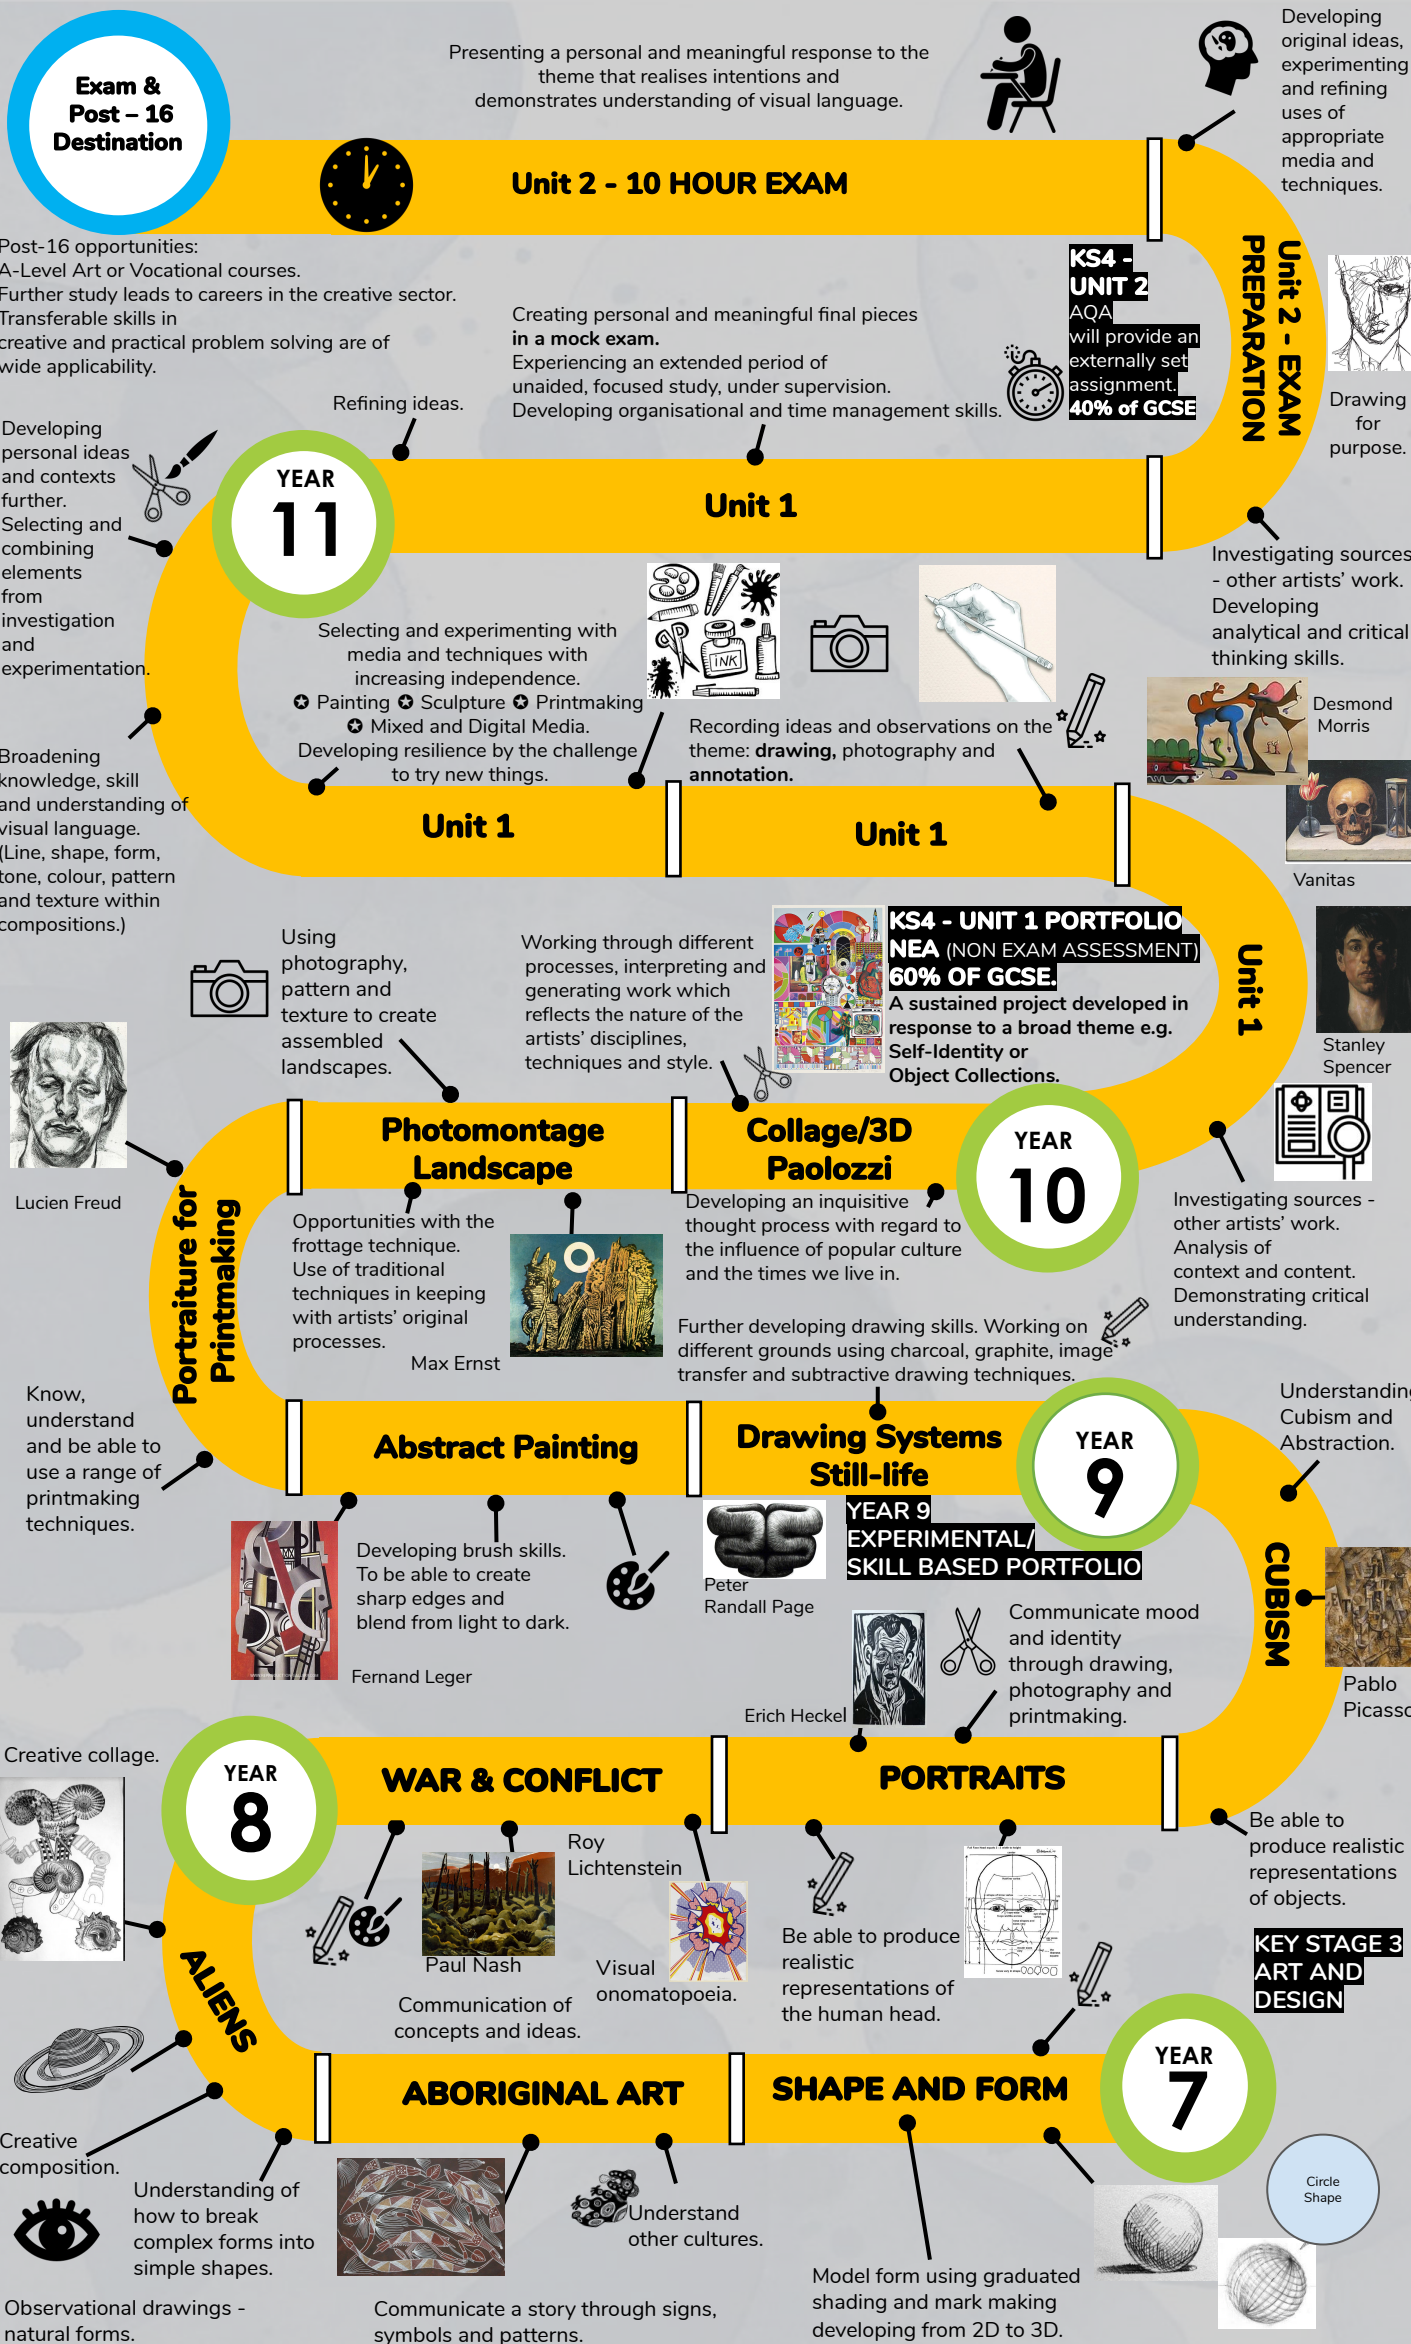 Exam &
Post – 16
Destination
Presenting a personal and meaningful response to the
theme that realises intentions and
demonstrates understanding of visual language.
Developing
original ideas,
experimenting
and refining
uses of
appropriate
media and
techniques.
Unit 2 - 10 HOUR EXAM
Unit 2 - EXAM
PREPARATION
Post-16 opportunities:
A-Level Art or Vocational courses.
Further study leads to careers in the creative sector.
Transferable skills in
creative and practical problem solving are of
wide applicability.
KS4 -
UNIT 2
AQA
will provide an
externally set
assignment.
40% of GCSE
Creating personal and meaningful final pieces
in a mock exam.
Experiencing an extended period of
unaided, focused study, under supervision.
Developing organisational and time management skills.
Drawing
for
purpose.
Refining ideas.
Developing
personal ideas
and contexts
further.
Selecting and
combining
elements
from
investigation
and
experimentation.
YEAR
11
Unit 1
Investigating sources
- other artists' work.
Developing
analytical and critical
thinking skills.
Selecting and experimenting with
media and techniques with
increasing independence.
✪ Painting ✪ Sculpture ✪ Printmaking
✪ Mixed and Digital Media.
Developing resilience by the challenge
to try new things.
INK
Recording ideas and observations on the
theme: drawing, photography and
annotation.
Desmond
Morris
Broadening
knowledge, skill
and understanding of
visual language.
(Line, shape, form,
tone, colour, pattern
and texture within
compositions.)
Unit 1
Unit 1
Vanitas
Unit 1
Using
photography,
pattern and
texture to create
assembled
landscapes.
Working through different
processes, interpreting and
generating work which
reflects the nature of the
artists' disciplines,
techniques and style.
KS4 - UNIT 1 PORTFOLIO
NEA (NON EXAM ASSESSMENT)
60% OF GCSE.
A sustained project developed in
response to a broad theme e.g.
Self-Identity or
Object Collections.
Stanley
Spencer
Photomontage
Landscape
Collage/3D
Paolozzi
YEAR
10
Lucien Freud
Portraiture for
Printmaking
Opportunities with the
frottage technique.
Use of traditional
techniques in keeping
with artists' original
processes.
Max Ernst
Developing an inquisitive
thought process with regard to
the influence of popular culture
and the times we live in.
Investigating sources -
other artists' work.
Analysis of
context and content.
Demonstrating critical
understanding.
Further developing drawing skills. Working on
different grounds using charcoal, graphite, image
transfer and subtractive drawing techniques.
Know,
understand
and be able to
use a range of
printmaking
techniques.
Abstract Painting
Drawing Systems
Still-life
YEAR
9
Understanding
Cubism and
Abstraction.
CUBISM
Developing brush skills.
To be able to create
sharp edges and
blend from light to dark.
Fernand Leger
Peter
Randall Page
YEAR 9
EXPERIMENTAL/
SKILL BASED PORTFOLIO
Communicate mood
and identity
through drawing,
photography and
printmaking.
Erich Heckel
Pablo
Picasso
Creative collage.
YEAR
8
WAR & CONFLICT
PORTRAITS
Be able to
produce realistic
representations
of objects.
Roy
Lichtenstein
Paul Nash
Visual
onomatopoeia.
Communication of
concepts and ideas.
Be able to produce
realistic
representations of
the human head.
KEY STAGE 3
ART AND
DESIGN
ALIENS
ABORIGINAL ART
SHAPE AND FORM
YEAR
7
Creative
composition.
Understanding of
how to break
complex forms into
simple shapes.
Understand
other cultures.
Circle
Shape
Observational drawings -
natural forms.
Communicate a story through signs,
symbols and patterns.
Model form using graduated
shading and mark making
developing from 2D to 3D.